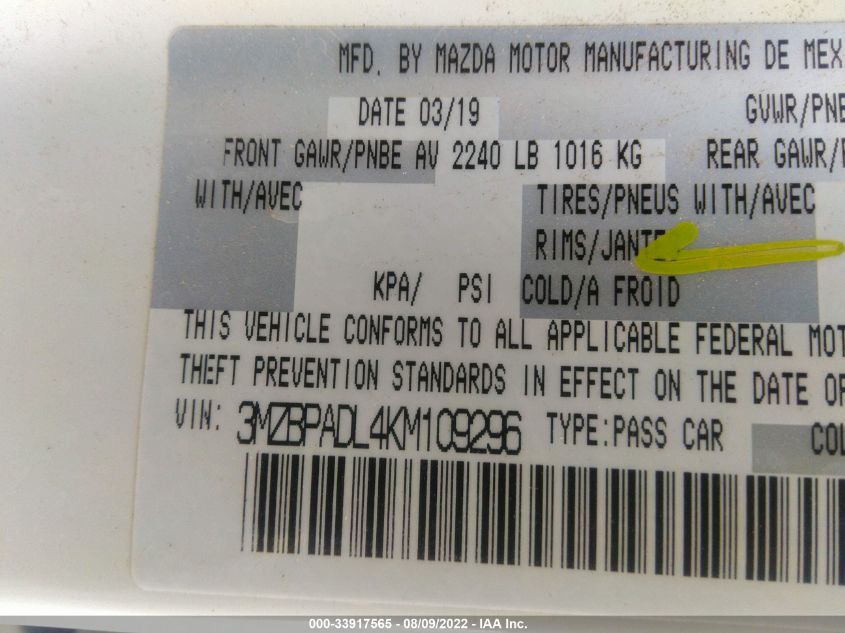 MFD. BY MAZDA MOTOR MANUFACTURING DE MEX
DATE 03/19 GVWR/PNB
FRONT GAWR/PNBE AV 2240 LB 1016 KG REAR GAWR/
WITH/AVEC TIRES/PNEUS WITH/AVEC
RIMS/JANTE
KPA/ PSI COLD/A FROID
THIS VEHICLE CONFORMS TO ALL APPLICABLE FEDERAL MOT
THEFT PREVENTION STANDARDS IN EFFECT ON THE DATE OF
VIN: 3MZBPADL4KM109296 TYPE:PASS CAR COL
000-33917565 - 08/09/2022 - IAA Inc.